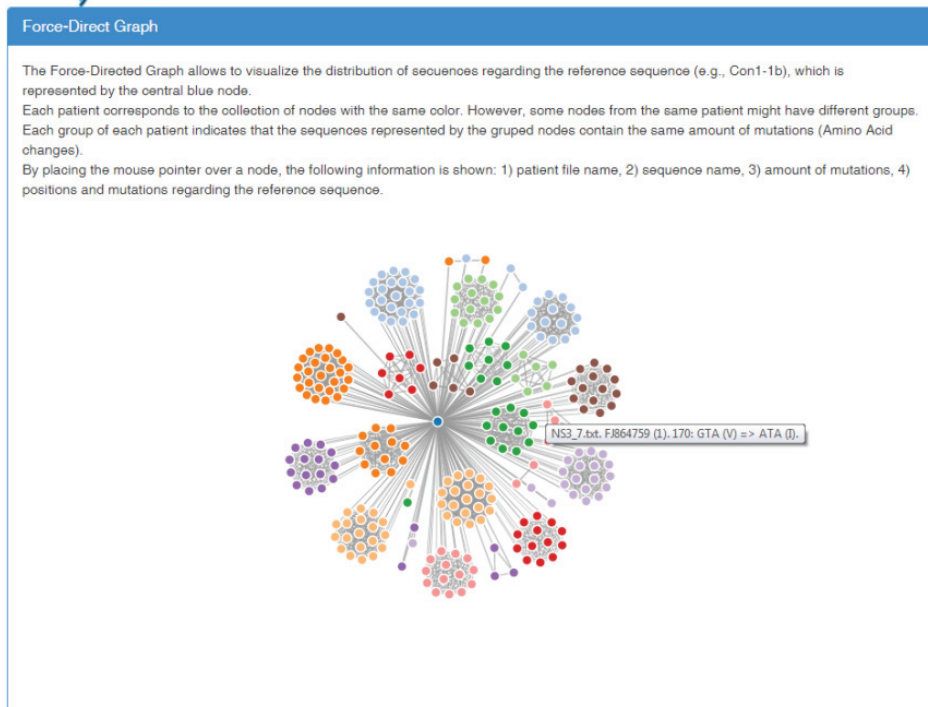 Force-Direct Graph
The Force-Directed Graph allows to visualize the distribution of secuences regarding the reference sequence (e.g., Con1-1b), which is
represented by the central blue node.
Each patient corresponds to the collection of nodes with the same color. However, some nodes from the same patient might have different groups.
Each group of each patient indicates that the sequences represented by the gruped nodes contain the same amount of mutations (Amino Acid
changes).
By placing the mouse pointer over a node, the following information is shown: 1) patient file name, 2) sequence name, 3) amount of mutations, 4)
positions and mutations regarding the reference sequence.
NS3_7.txt. FJ864759 (1). 170: GTA (V) => ATA (I).